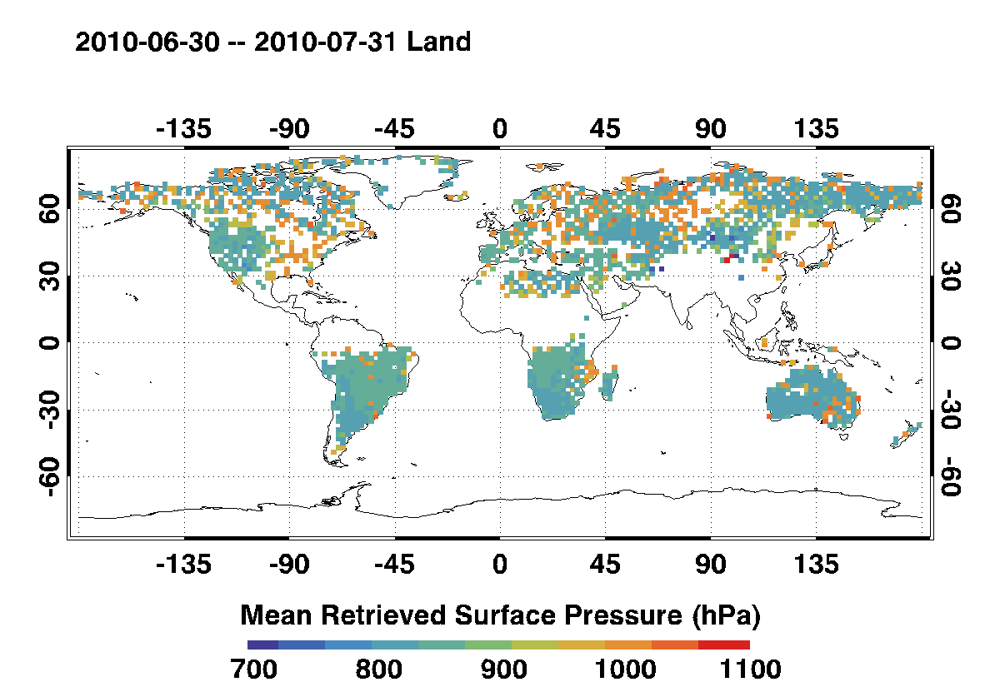 2010-06-30 -- 2010-07-31 Land
-135 -90 -45 0 45 90 135
60 60
30 30
0 0
-30 -30
-60 -60
-135 -90 -45 0 45 90 135
Mean Retrieved Surface Pressure (hPa)
700 800 900 1000 1100